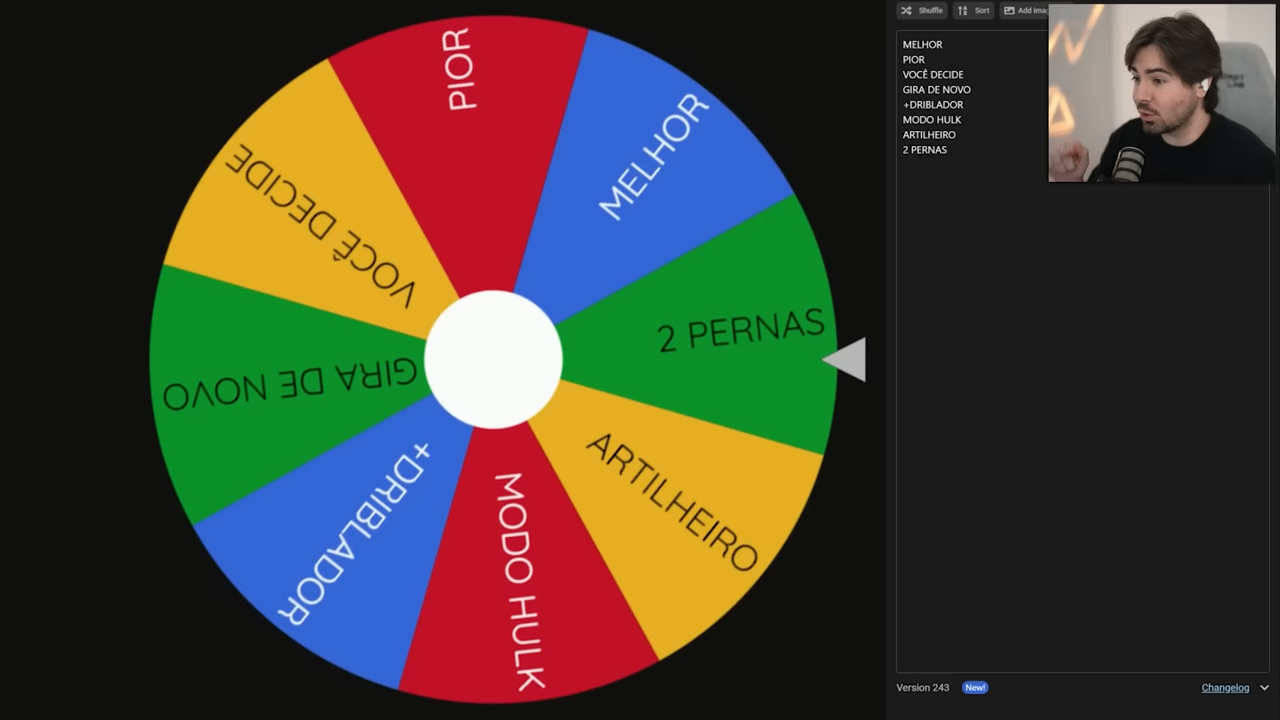 PIOR
MELHOR
VOCÊ DECIDE
2 PERNAS
GIRA DE NOVO
ARTILHEIRO
+DRIBLADOR
MODO HULK
Shuffle
Sort
Add
MELHOR
PIOR
VOCÊ DECIDE
GIRA DE NOVO
+DRIBLADOR
MODO HULK
ARTILHEIRO
2 PERNAS
Version 243
New!
Changelog